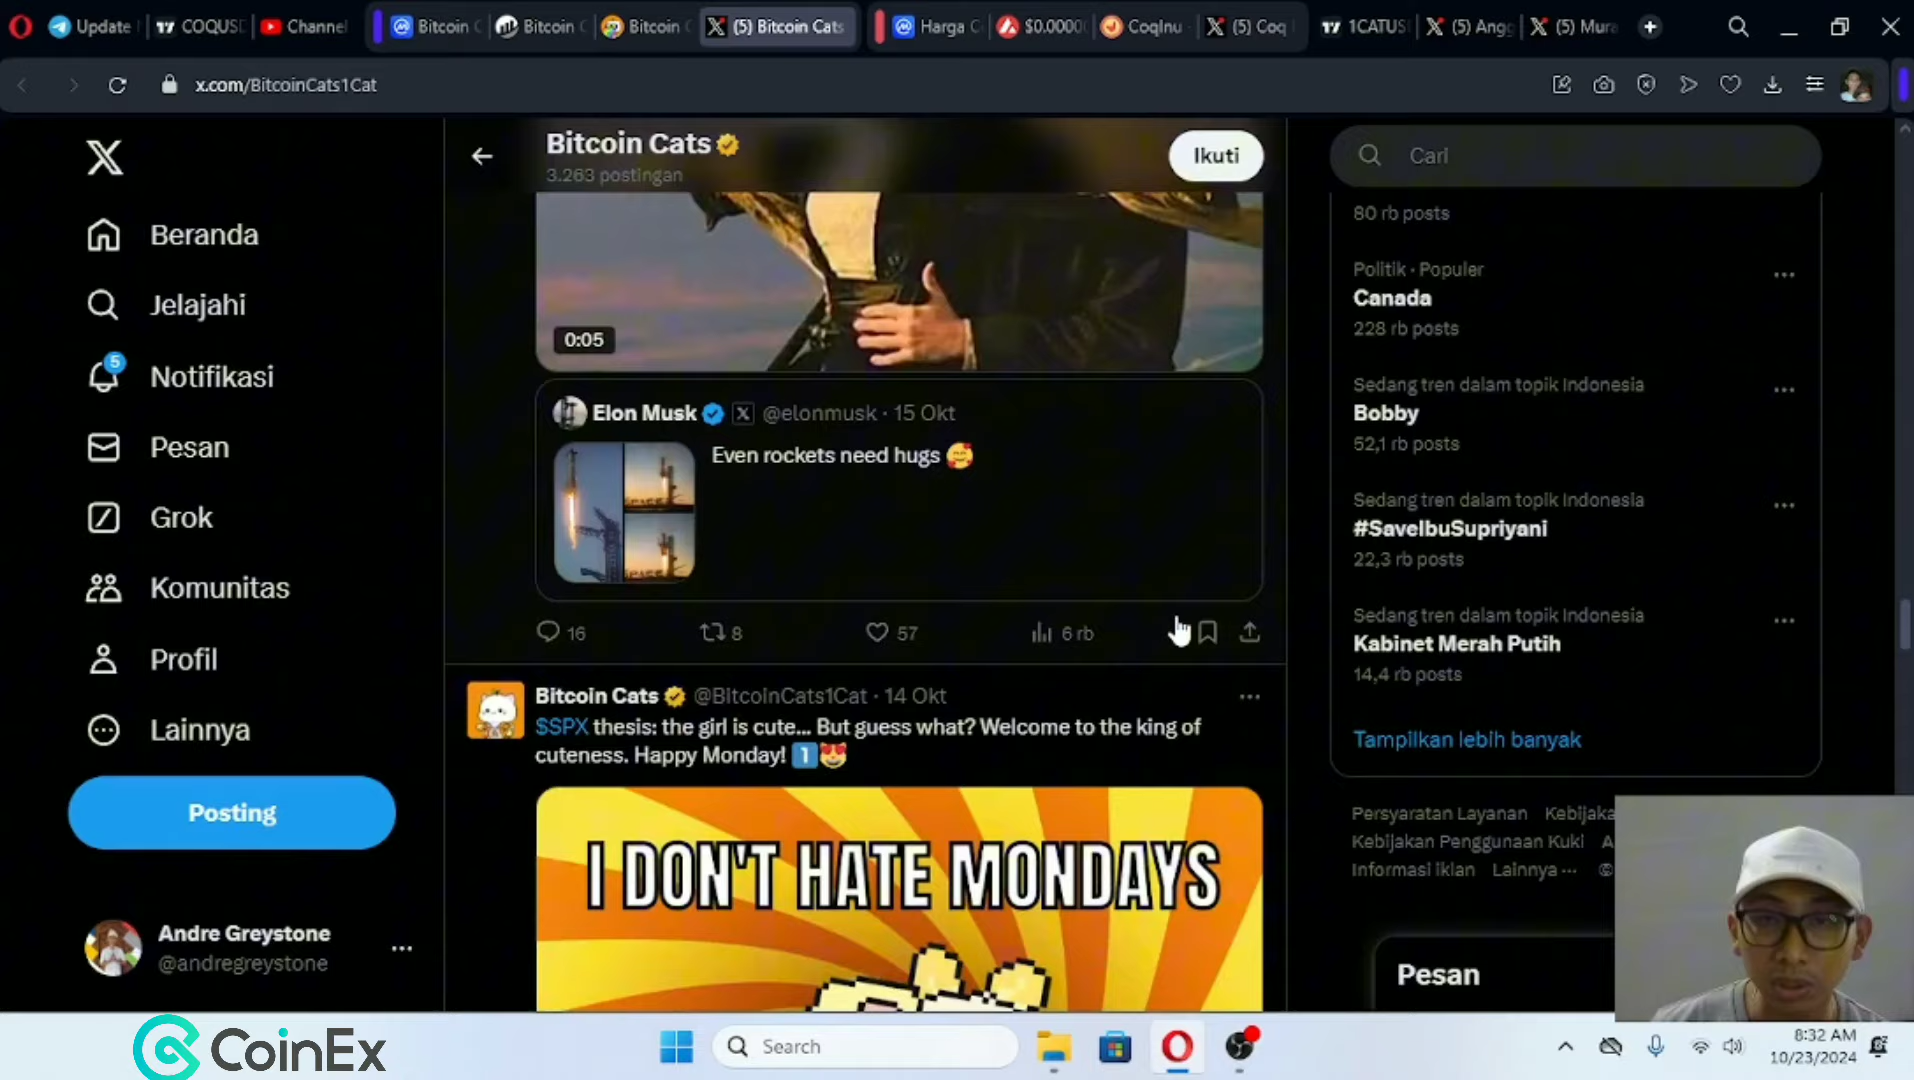 Update
COQUSD
Channel
Bitcoin C
Bitcoin
Bitcoin
(5) Bitcoin Cats
Harga C
$0.0000
CoqInu
(5) Coq
1CATUS
(5) Ang
(5) Mura
x.com/BitcoinCats1Cat
Beranda
Jelajahi
5
Notifikasi
Pesan
Grok
Komunitas
Profil
Lainnya
Posting
Andre Greystone
@andregreystone
Bitcoin Cats
3.263 postingan
Ikuti
0:05
Elon Musk @elonmusk · 15 Okt
Even rockets need hugs 🥰
16 8 57 6 rb
Bitcoin Cats @BitcoinCats1Cat · 14 Okt
$SPX thesis: the girl is cute... But guess what? Welcome to the king of
cuteness. Happy Monday! 1️⃣😻
I DON'T HATE MONDAYS
Cari
80 rb posts
Politik · Populer
Canada
228 rb posts
Sedang tren dalam topik Indonesia
Bobby
52,1 rb posts
Sedang tren dalam topik Indonesia
#SaveIbuSupriyani
22,3 rb posts
Sedang tren dalam topik Indonesia
Kabinet Merah Putih
14,4 rb posts
Tampilkan lebih banyak
Persyaratan Layanan Kebijaka
Kebijakan Penggunaan Kuki A
Informasi iklan Lainnya ··· ©
Pesan
CoinEx
Search
8:32 AM
10/23/2024